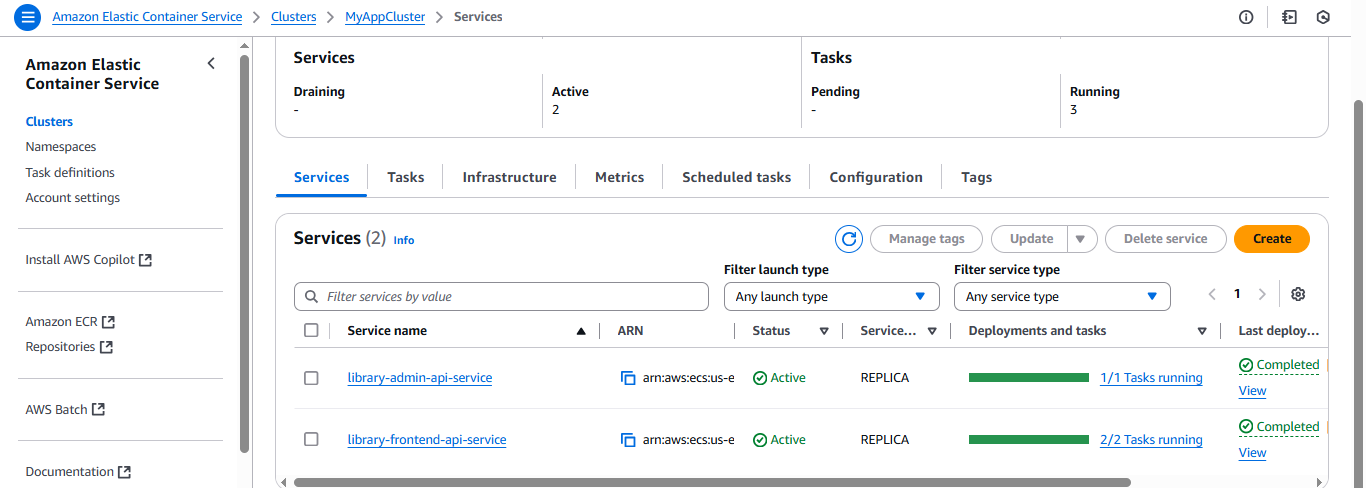 Amazon Elastic Container Service > Clusters > MyAppCluster > Services
Amazon Elastic
Container Service
Clusters
Namespaces
Task definitions
Account settings
Install AWS Copilot
Amazon ECR
Repositories
AWS Batch
Documentation
Services
Tasks
Draining
Active
Pending
Running
-
2
-
3
Services Tasks Infrastructure Metrics Scheduled tasks Configuration Tags
Services (2) Info
Manage tags Update Delete service Create
Filter launch type
Filter service type
Filter services by value
Any launch type
Any service type
1
Service name ARN Status Service... Deployments and tasks Last deploy...
library-admin-api-service arn:aws:ecs:us-e Active REPLICA 1/1 Tasks running Completed
View
library-frontend-api-service arn:aws:ecs:us-e Active REPLICA 2/2 Tasks running Completed
View